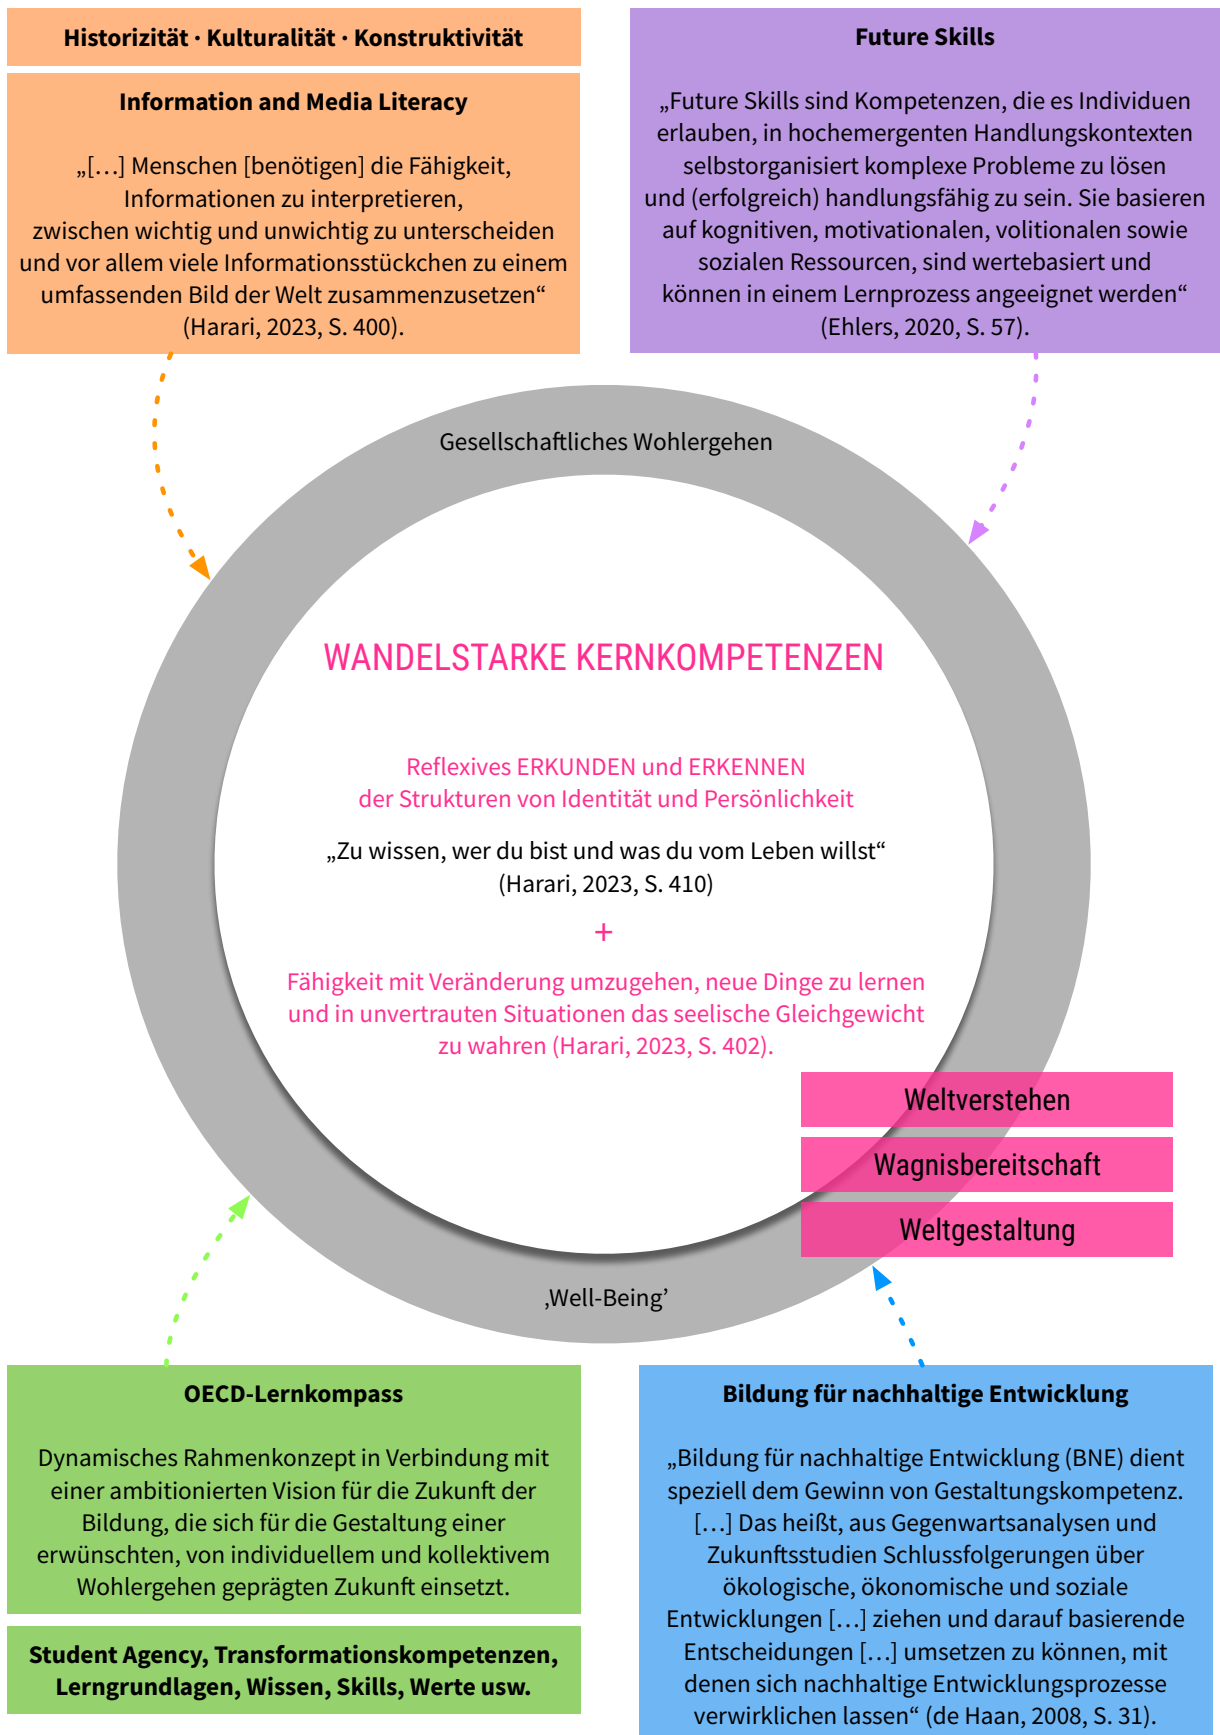 Historizität · Kulturalität · Konstruktivität
Information and Media Literacy
„[…] Menschen [benötigen] die Fähigkeit,
Informationen zu interpretieren,
zwischen wichtig und unwichtig zu unterscheiden
und vor allem viele Informationsstückchen zu einem
umfassenden Bild der Welt zusammenzusetzen“
(Harari, 2023, S. 400).
Future Skills
„Future Skills sind Kompetenzen, die es Individuen
erlauben, in hochemergenten Handlungskontexten
selbstorganisiert komplexe Probleme zu lösen
und (erfolgreich) handlungsfähig zu sein. Sie basieren
auf kognitiven, motivationalen, volitionalen sowie
sozialen Ressourcen, sind wertebasiert und
können in einem Lernprozess angeeignet werden“
(Ehlers, 2020, S. 57).
Gesellschaftliches Wohlergehen
WANDELSTARKE KERNKOMPETENZEN
Reflexives ERKUNDEN und ERKENNEN
der Strukturen von Identität und Persönlichkeit
„Zu wissen, wer du bist und was du vom Leben willst“
(Harari, 2023, S. 410)
+
Fähigkeit mit Veränderung umzugehen, neue Dinge zu lernen
und in unvertrauten Situationen das seelische Gleichgewicht
zu wahren (Harari, 2023, S. 402).
Weltverstehen
Wagnisbereitschaft
Weltgestaltung
‚Well-Being’
OECD-Lernkompass
Dynamisches Rahmenkonzept in Verbindung mit
einer ambitionierten Vision für die Zukunft der
Bildung, die sich für die Gestaltung einer
erwünschten, von individuellem und kollektivem
Wohlergehen geprägten Zukunft einsetzt.
Student Agency, Transformationskompetenzen,
Lerngrundlagen, Wissen, Skills, Werte usw.
Bildung für nachhaltige Entwicklung
„Bildung für nachhaltige Entwicklung (BNE) dient
speziell dem Gewinn von Gestaltungskompetenz.
[…] Das heißt, aus Gegenwartsanalysen und
Zukunftsstudien Schlussfolgerungen über
ökologische, ökonomische und soziale
Entwicklungen […] ziehen und darauf basierende
Entscheidungen […] umsetzen zu können, mit
denen sich nachhaltige Entwicklungsprozesse
verwirklichen lassen“ (de Haan, 2008, S. 31).